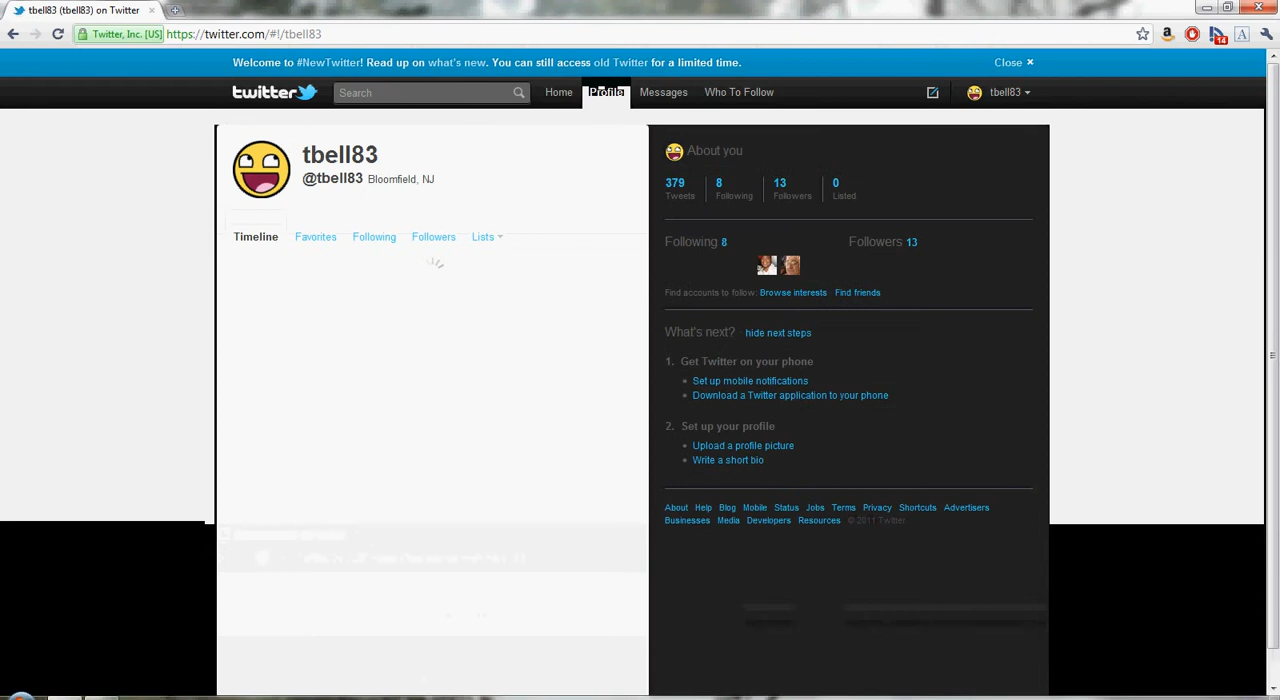 tbell83 (tbell83) on Twitter
Twitter, Inc. [US] https://twitter.com/#!/tbell83
14
A
Welcome to #NewTwitter! Read up on what's new. You can still access old Twitter for a limited time.
Close ×
twitter
Search
Home Profile Messages Who To Follow
tbell83
tbell83
@tbell83 Bloomfield, NJ
Timeline Favorites Following Followers Lists
About you
379 8 13 0
Tweets Following Followers Listed
Following 8 Followers 13
Find accounts to follow: Browse interests Find friends
What's next? hide next steps
1. Get Twitter on your phone
• Set up mobile notifications
• Download a Twitter application to your phone
2. Set up your profile
• Upload a profile picture
• Write a short bio
About Help Blog Mobile Status Jobs Terms Privacy Shortcuts Advertisers
Businesses Media Developers Resources © 2011 Twitter